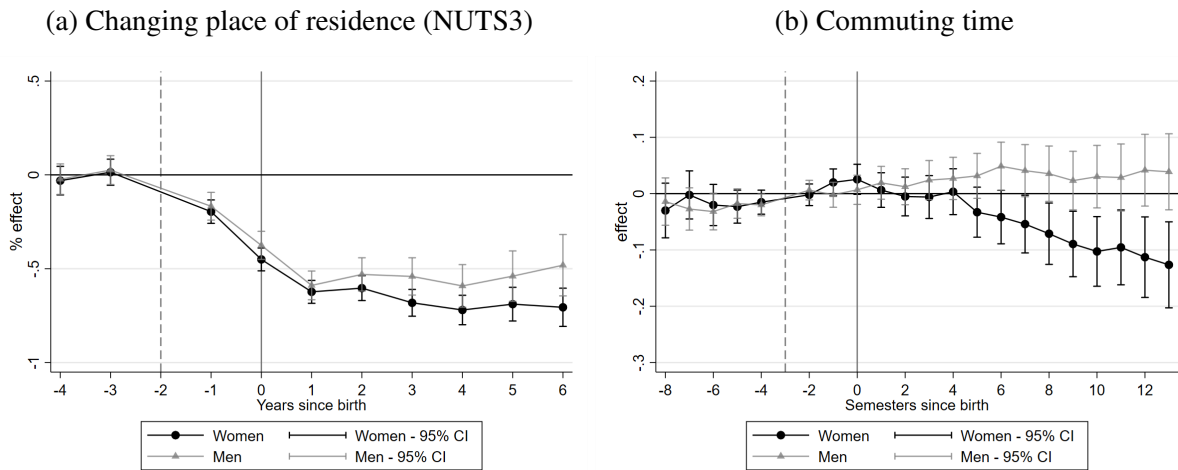 (a) Changing place of residence (NUTS3)
% effect
.5
0
-.5
-1
-4 -3 -2 -1 0 1 2 3 4 5 6
Years since birth
Women
Women - 95% CI
Men
Men - 95% CI
(b) Commuting time
effect
.2
.1
0
-.1
-.2
-.3
-8 -6 -4 -2 0 2 4 6 8 10 12
Semesters since birth
Women
Women - 95% CI
Men
Men - 95% CI